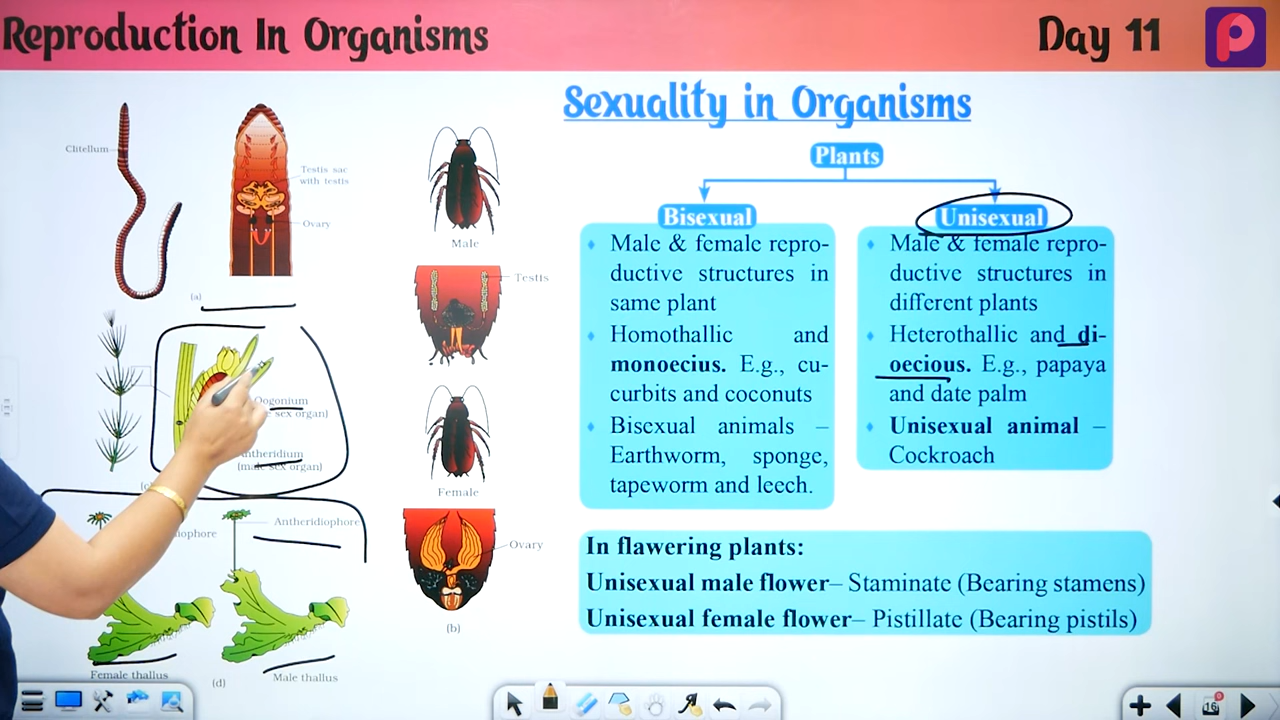 Reproduction In Organisms
Day 11
Sexuality in Organisms
Plants
Bisexual
Male & female repro-
ductive structures in
same plant
Homothallic and
monoecius. E.g., cu-
curbits and coconuts
Bisexual animals –
Earthworm, sponge,
tapeworm and leech.
Unisexual
Male & female repro-
ductive structures in
different plants
Heterothallic and di-
oecious. E.g., papaya
and date palm
Unisexual animal –
Cockroach
In flawering plants:
Unisexual male flower– Staminate (Bearing stamens)
Unisexual female flower– Pistillate (Bearing pistils)
Clitellum
Testis sac
with testis
Ovary
(a)
Male
Testis
Female
Ovary
(b)
Oogonium
sex organ)
(male sex organ)
Antheridiophore
Female thallus
(d)
Male thallus
16